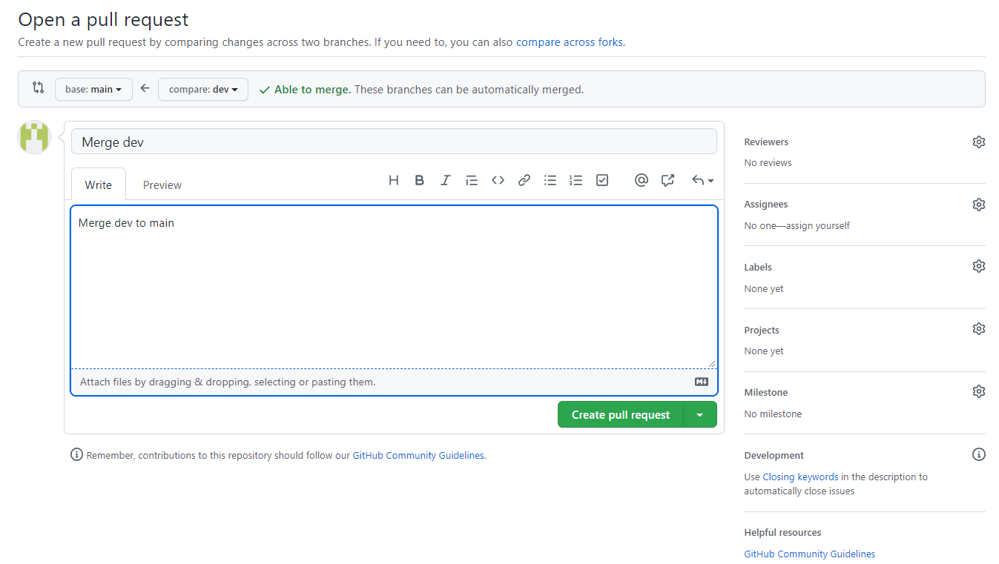 Open a pull request
Create a new pull request by comparing changes across two branches. If you need to, you can also compare across forks.
base: main
compare: dev
Able to merge. These branches can be automatically merged.
Merge dev
Write
Preview
Merge dev to main
Attach files by dragging & dropping, selecting or pasting them.
Create pull request
Remember, contributions to this repository should follow our GitHub Community Guidelines.
Reviewers
No reviews
Assignees
No one—assign yourself
Labels
None yet
Projects
None yet
Milestone
No milestone
Development
Use Closing keywords in the description to
automatically close issues
Helpful resources
GitHub Community Guidelines